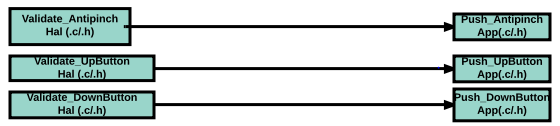 Validate_Antipinch
Hal (.c/.h)
Push_Antipinch
App(.c/.h)
Validate_UpButton
Hal (.c/.h)
Push_UpButton
App(.c/.h)
Validate_DownButton
Hal (.c/.h)
Push_DownButton
App(.c/.h)